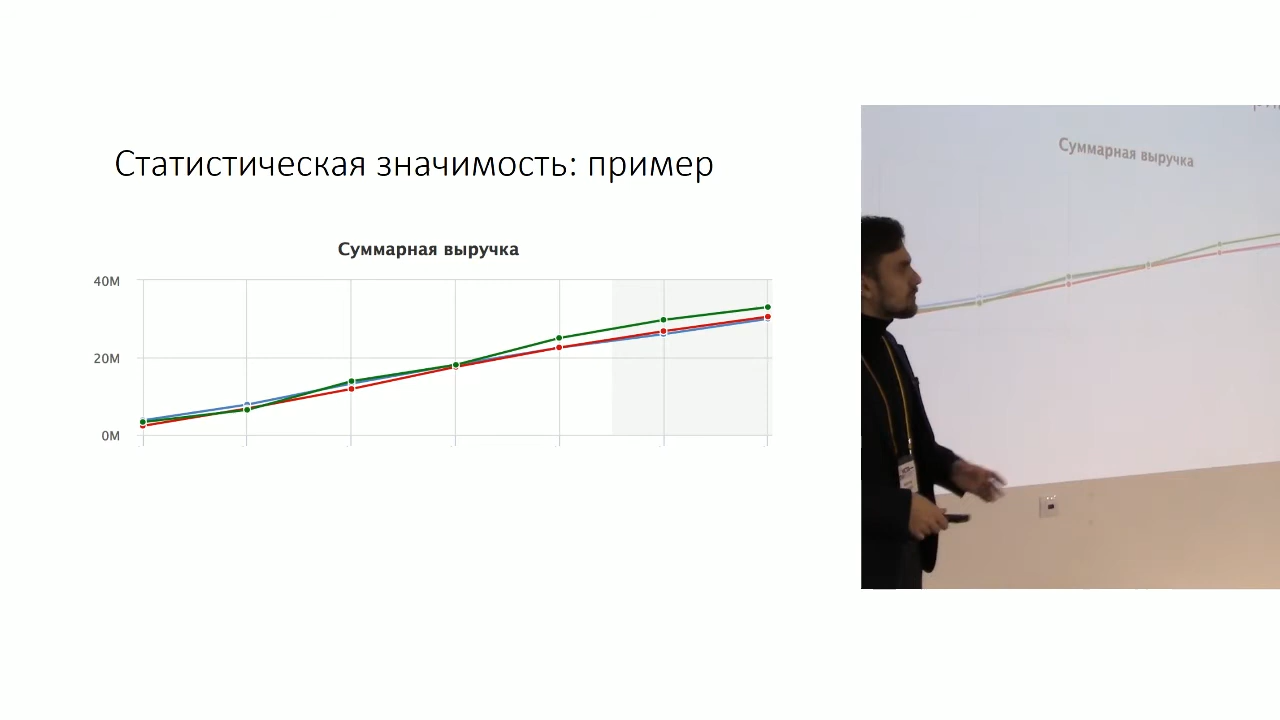 Статистическая значимость: пример
Суммарная выручка
40M
20M
0M
Суммарная выручка